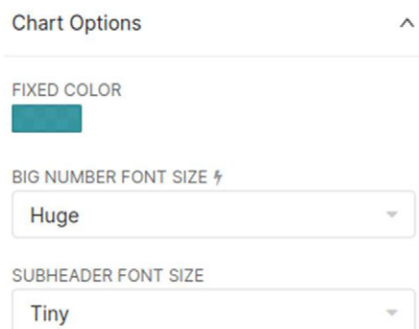 Chart Options
FIXED COLOR
BIG NUMBER FONT SIZE
Huge
SUBHEADER FONT SIZE
Tiny